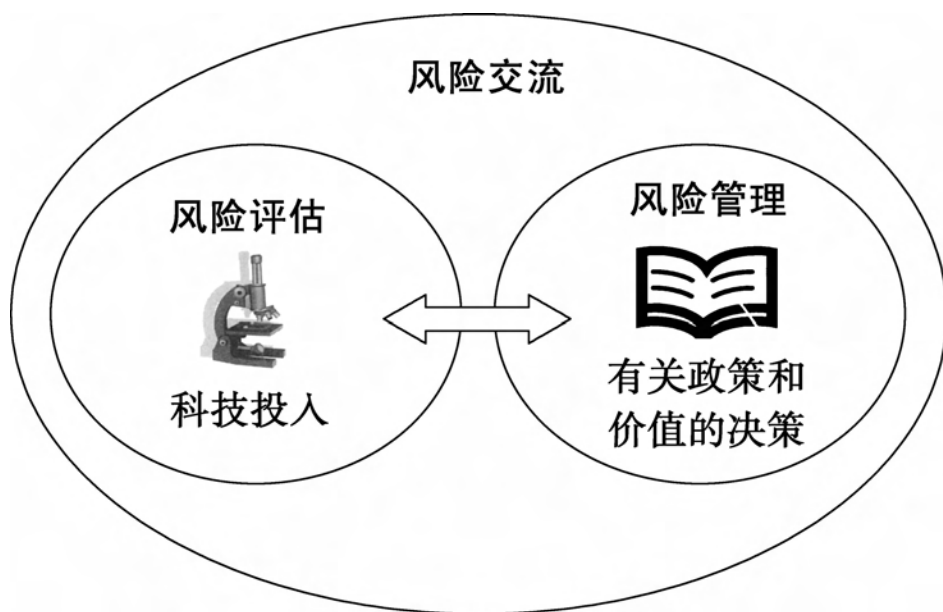 风险交流
风险评估
科技投入
风险管理
有关政策和
价值的决策